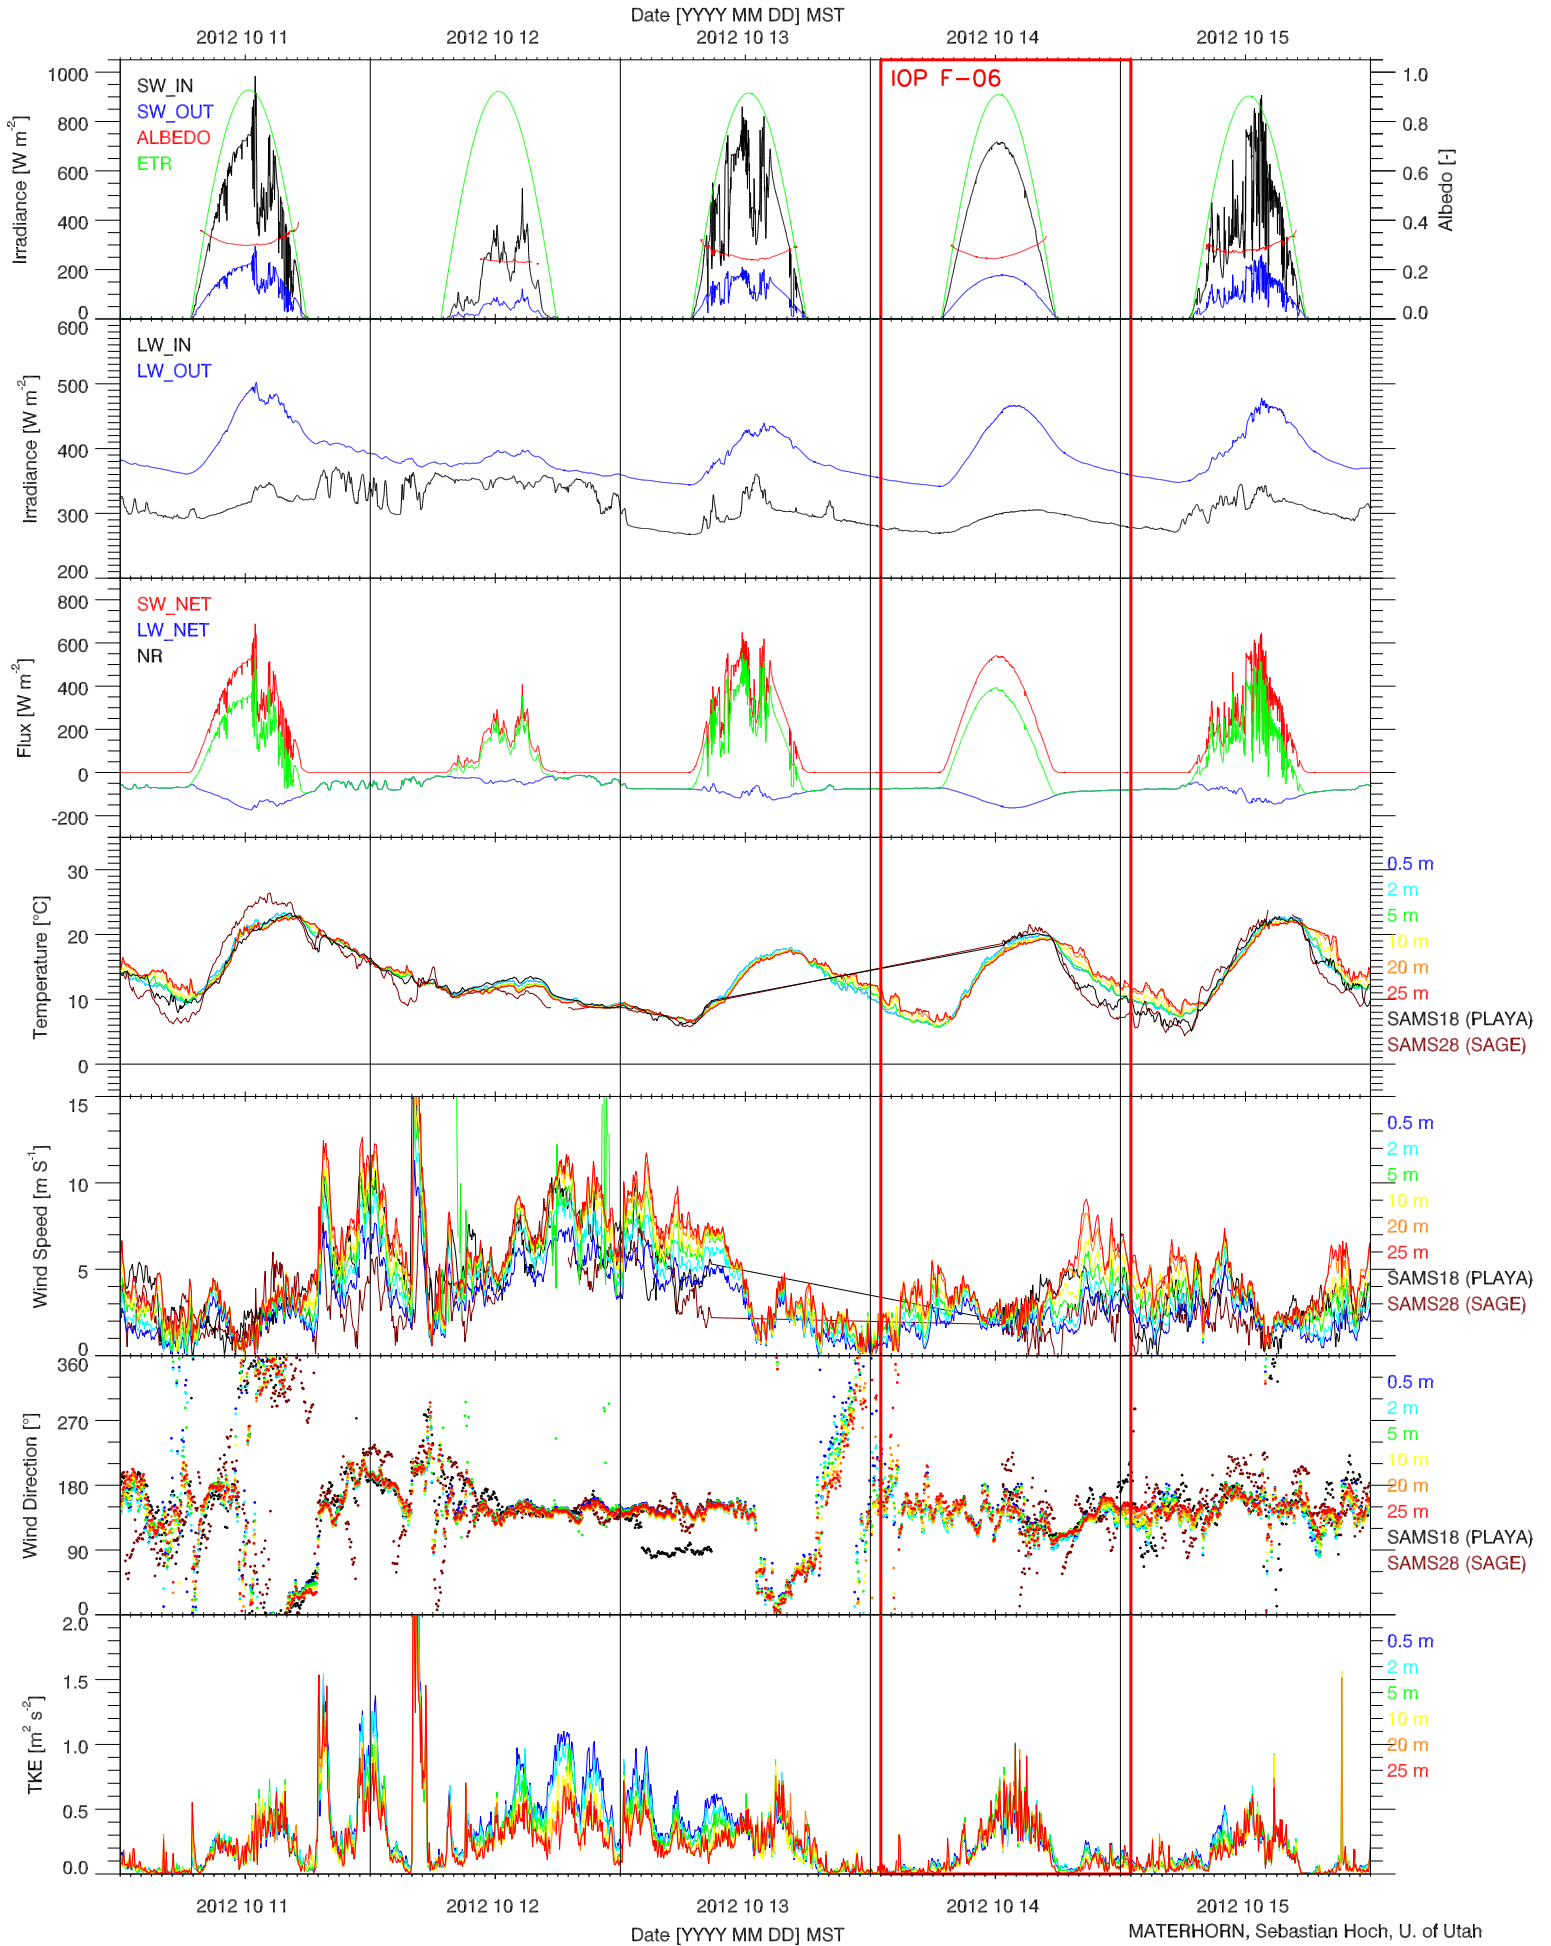 Date [YYYY MM DD] MST
2012 10 11 2012 10 12 2012 10 13 2012 10 14 2012 10 15
IOP F-06
SW_IN
SW_OUT
ALBEDO
ETR
Irradiance [W m-2]
1000
800
600
400
200
0
Albedo [-]
1.0
0.8
0.6
0.4
0.2
0.0
LW_IN
LW_OUT
Irradiance [W m-2]
600
500
400
300
200
SW_NET
LW_NET
NR
Flux [W m-2]
800
600
400
200
0
-200
Temperature [°C]
30
20
10
0
0.5 m
2 m
5 m
10 m
20 m
25 m
SAMS18 (PLAYA)
SAMS28 (SAGE)
Wind Speed [m S-1]
15
10
5
0
0.5 m
2 m
5 m
10 m
20 m
25 m
SAMS18 (PLAYA)
SAMS28 (SAGE)
Wind Direction [°]
360
270
180
90
0
0.5 m
2 m
5 m
10 m
20 m
25 m
SAMS18 (PLAYA)
SAMS28 (SAGE)
TKE [m2 s-2]
2.0
1.5
1.0
0.5
0.0
0.5 m
2 m
5 m
10 m
20 m
25 m
2012 10 11 2012 10 12 2012 10 13 2012 10 14 2012 10 15
Date [YYYY MM DD] MST
MATERHORN, Sebastian Hoch, U. of Utah